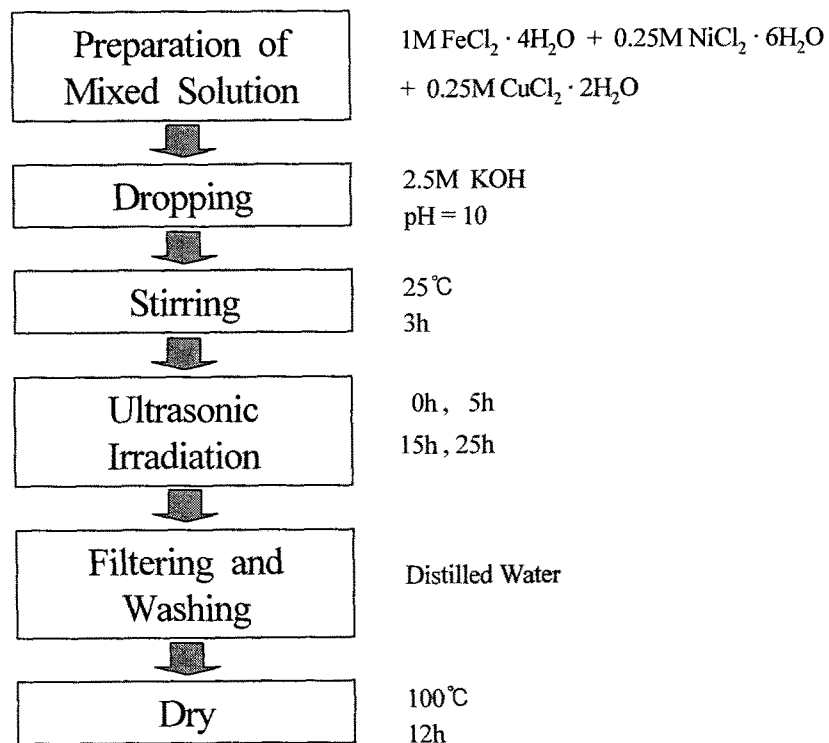 Preparation of
Mixed Solution
1M FeCl₂ · 4H₂O + 0.25M NiCl₂ · 6H₂O
+ 0.25M CuCl₂ · 2H₂O
Dropping
2.5M KOH
pH = 10
Stirring
25℃
3h
Ultrasonic
Irradiation
0h , 5h
15h , 25h
Filtering and
Washing
Distilled Water
Dry
100℃
12h